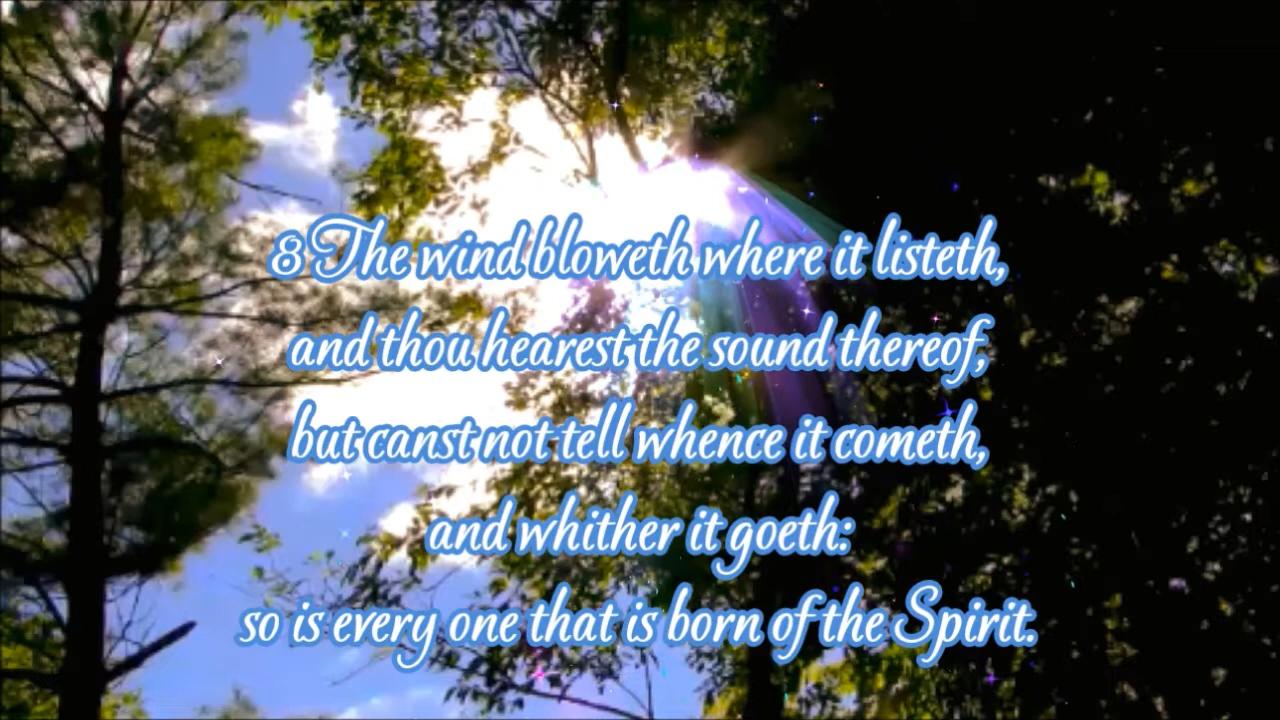 8 The wind bloweth where it listeth,
and thou hearest the sound thereof,
but canst not tell whence it cometh,
and whither it goeth:
so is every one that is born of the Spirit.